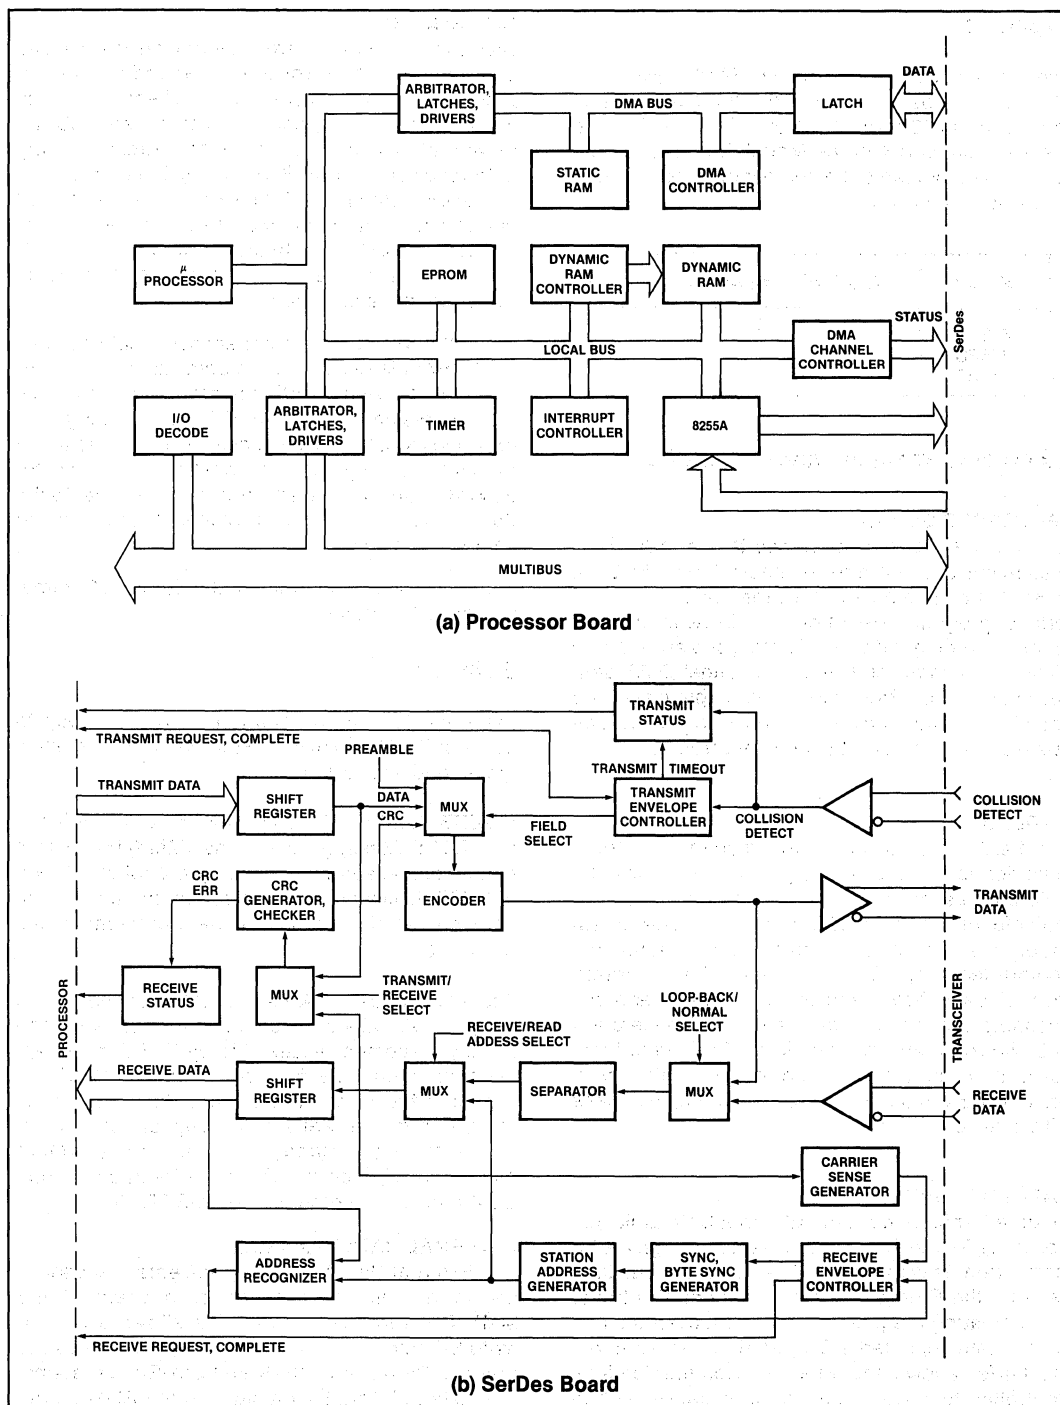 ARBITRATOR,
LATCHES,
DRIVERS
DMA BUS
LATCH
DATA
STATIC
RAM
DMA
CONTROLLER
μ
PROCESSOR
EPROM
DYNAMIC
RAM
CONTROLLER
DYNAMIC
RAM
STATUS
SerDes
LOCAL BUS
DMA
CHANNEL
CONTROLLER
I/O
DECODE
ARBITRATOR,
LATCHES,
DRIVERS
TIMER
INTERRUPT
CONTROLLER
8255A
MULTIBUS
(a) Processor Board
TRANSMIT
STATUS
TRANSMIT REQUEST, COMPLETE
PREAMBLE
TRANSMIT TIMEOUT
TRANSMIT DATA
SHIFT
REGISTER
DATA
CRC
MUX
FIELD
SELECT
TRANSMIT
ENVELOPE
CONTROLLER
COLLISION
DETECT
COLLISION
DETECT
CRC
ERR
CRC
GENERATOR,
CHECKER
ENCODER
TRANSMIT
DATA
PROCESSOR
RECEIVE
STATUS
MUX
TRANSMIT/
RECEIVE
SELECT
LOOP-BACK/
NORMAL
SELECT
TRANSCEIVER
RECEIVE/READ
ADDESS SELECT
RECEIVE DATA
SHIFT
REGISTER
MUX
SEPARATOR
MUX
RECEIVE
DATA
CARRIER
SENSE
GENERATOR
ADDRESS
RECOGNIZER
STATION
ADDRESS
GENERATOR
SYNC,
BYTE SYNC
GENERATOR
RECEIVE
ENVELOPE
CONTROLLER
RECEIVE REQUEST, COMPLETE
(b) SerDes Board